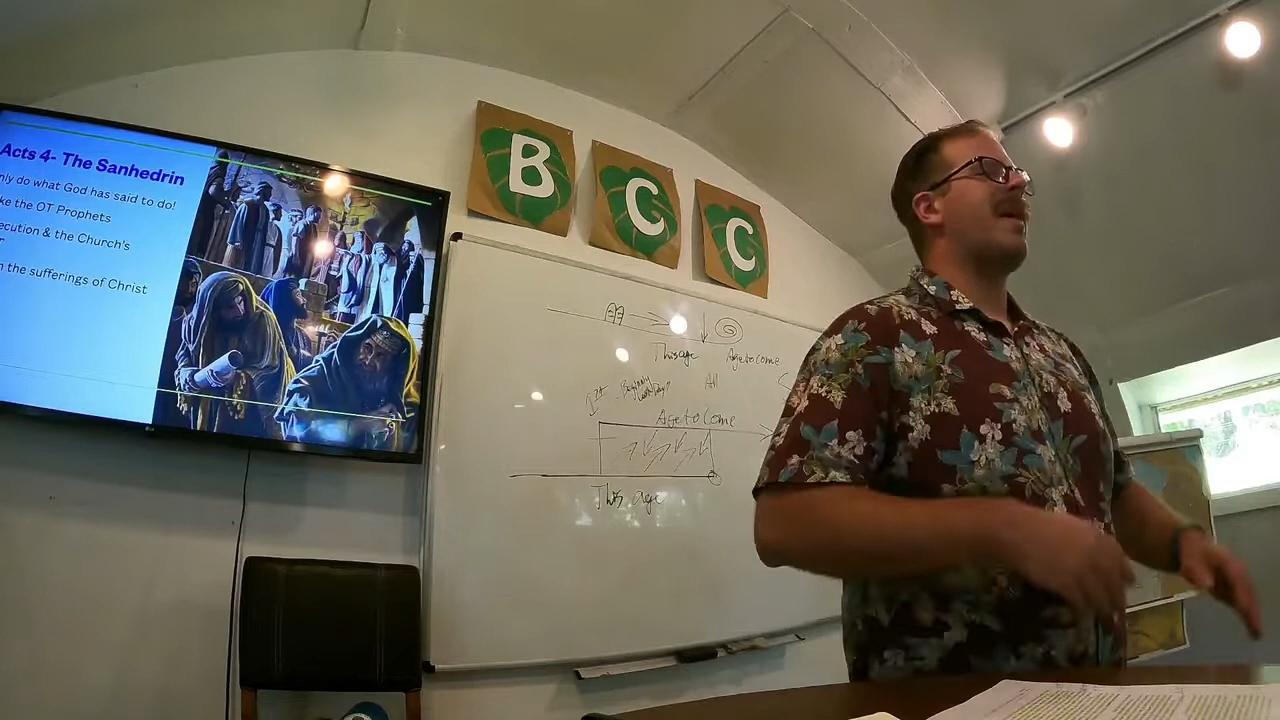 Acts 4- The Sanhedrin
nly do what God has said to do!
ke the OT Prophets
ecution & the Church's
n the sufferings of Christ
B C C
This age
Age to come
All
Age to Come
This age